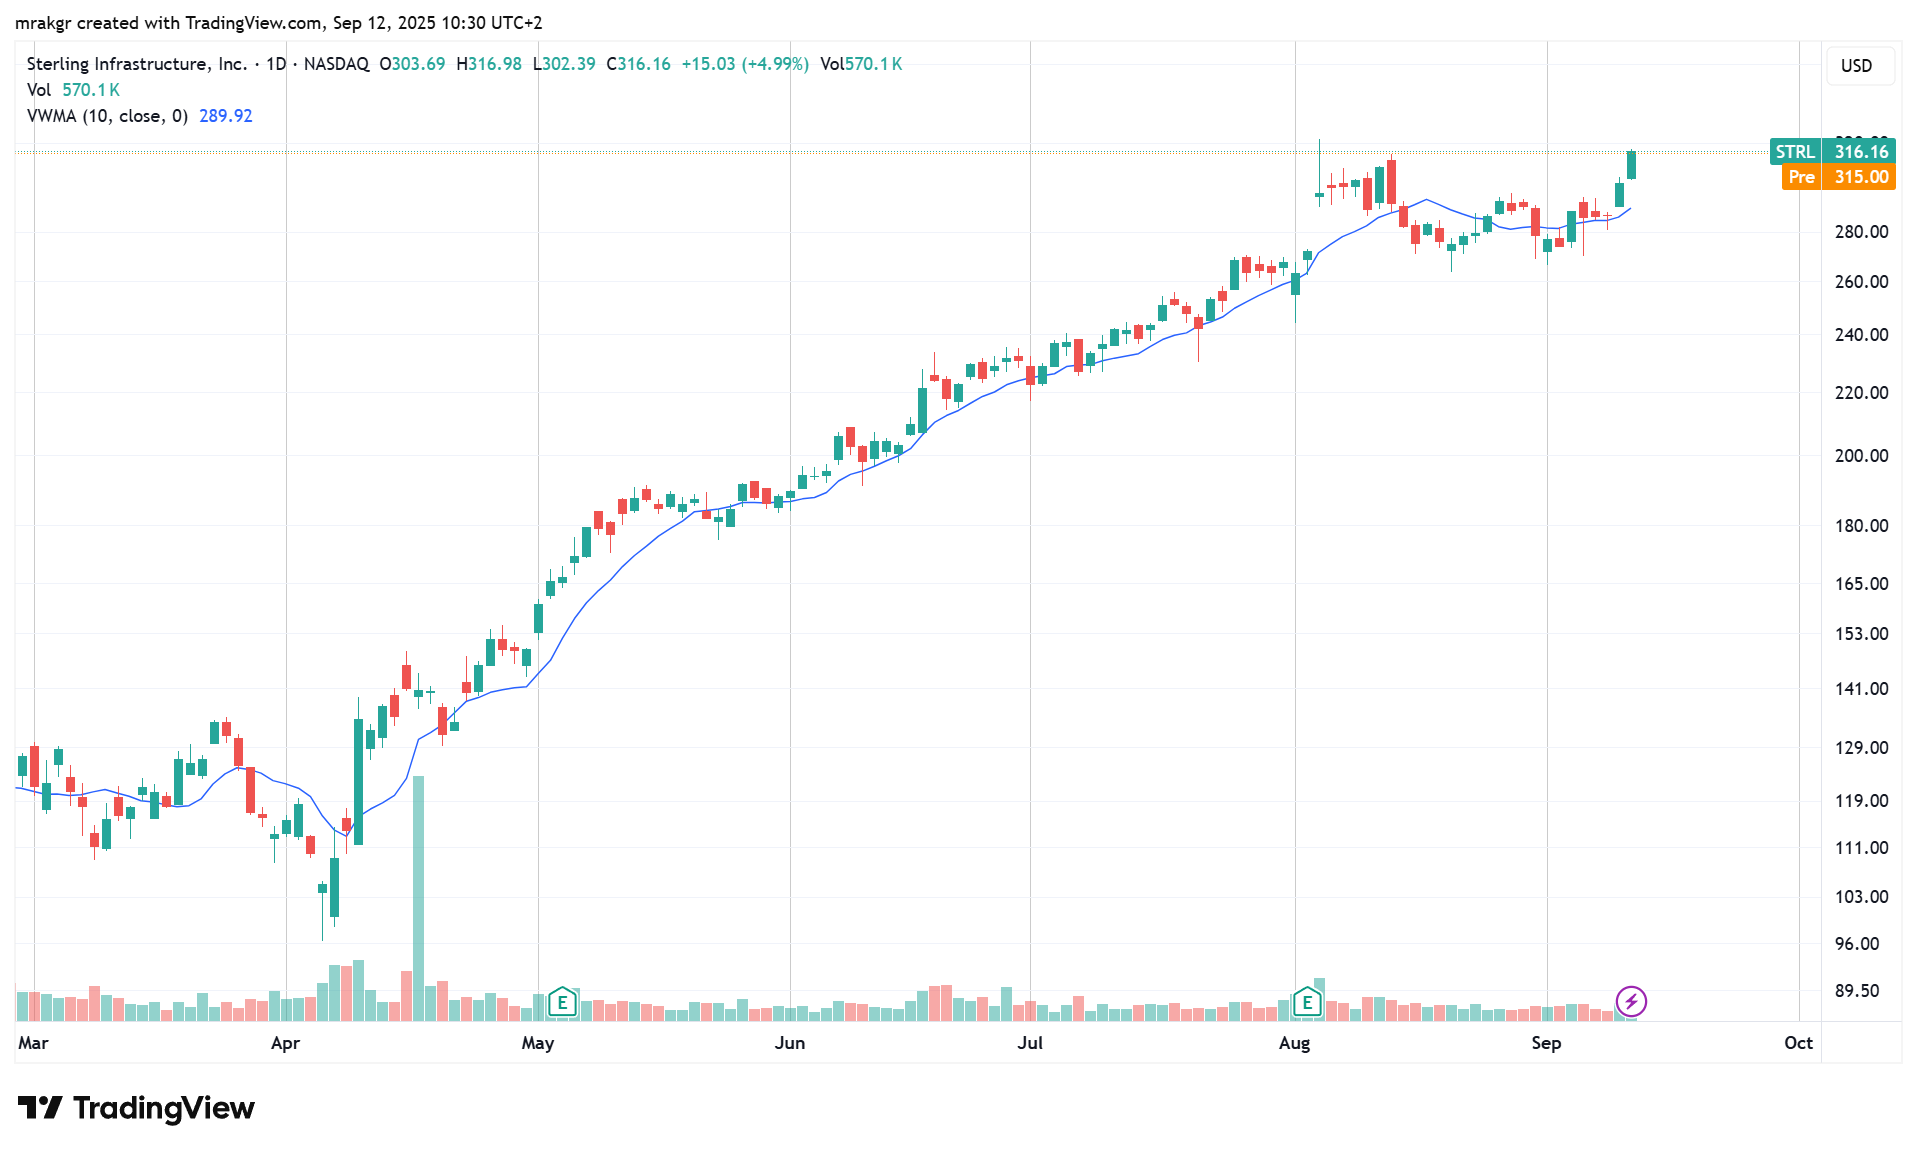 mrakgr created with TradingView.com, Sep 12, 2025 10:30 UTC+2
Sterling Infrastructure, Inc. · 1D · NASDAQ O303.69 H316.98 L302.39 C316.16 +15.03 (+4.99%) Vol570.1K
USD
Vol 570.1K
VWMA (10, close, 0) 289.92
STRL 316.16
Pre 315.00
280.00
260.00
240.00
220.00
200.00
180.00
165.00
153.00
141.00
129.00
119.00
111.00
103.00
96.00
89.50
E
E
Mar Apr May Jun Jul Aug Sep Oct
TradingView